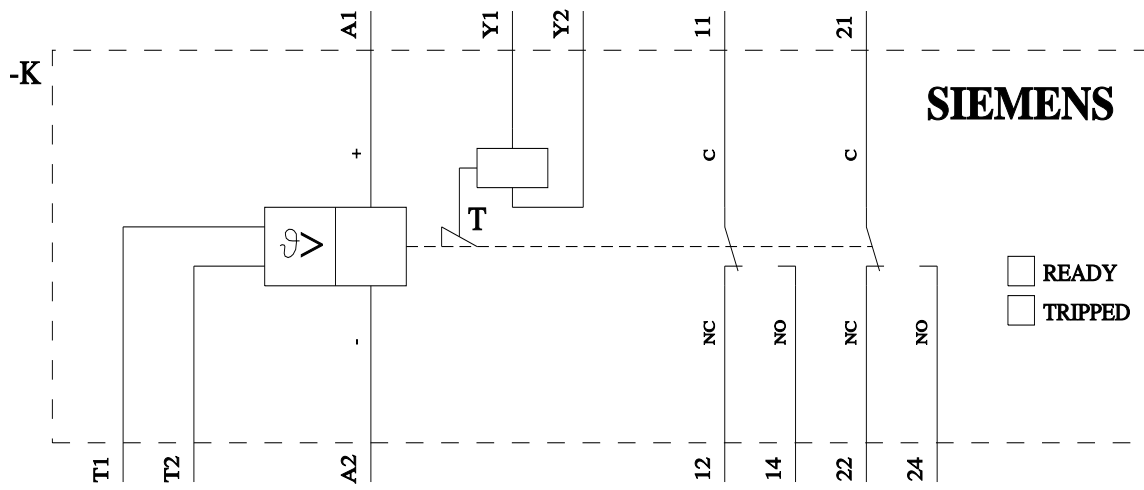 A1
Y1
Y2
11
21
-K
SIEMENS
+
C
C
T
ϑ>
READY
TRIPPED
-
NC
NO
NC
NO
T1
T2
A2
12
14
22
24